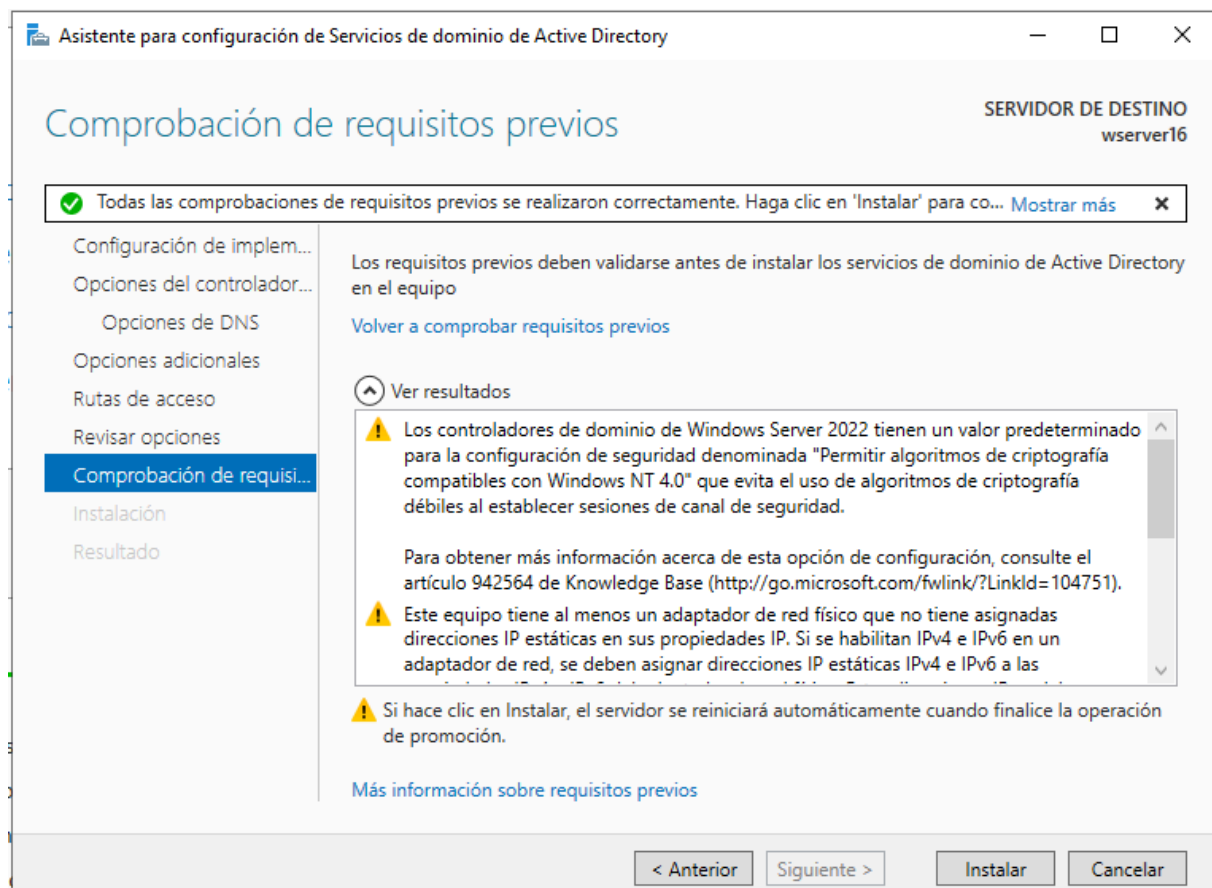 Asistente para configuración de Servicios de dominio de Active Directory
Comprobación de requisitos previos
SERVIDOR DE DESTINO
wserver16
Todas las comprobaciones de requisitos previos se realizaron correctamente. Haga clic en 'Instalar' para co... Mostrar más
Configuración de implem...
Opciones del controlador...
Opciones de DNS
Opciones adicionales
Rutas de acceso
Revisar opciones
Comprobación de requisi...
Instalación
Resultado
Los requisitos previos deben validarse antes de instalar los servicios de dominio de Active Directory
en el equipo
Volver a comprobar requisitos previos
Ver resultados
Los controladores de dominio de Windows Server 2022 tienen un valor predeterminado
para la configuración de seguridad denominada "Permitir algoritmos de criptografía
compatibles con Windows NT 4.0" que evita el uso de algoritmos de criptografía
débiles al establecer sesiones de canal de seguridad.
Para obtener más información acerca de esta opción de configuración, consulte el
artículo 942564 de Knowledge Base (http://go.microsoft.com/fwlink/?LinkId=104751).
Este equipo tiene al menos un adaptador de red físico que no tiene asignadas
direcciones IP estáticas en sus propiedades IP. Si se habilitan IPv4 e IPv6 en un
adaptador de red, se deben asignar direcciones IP estáticas IPv4 e IPv6 a las
Si hace clic en Instalar, el servidor se reiniciará automáticamente cuando finalice la operación
de promoción.
Más información sobre requisitos previos
< Anterior
Siguiente >
Instalar
Cancelar